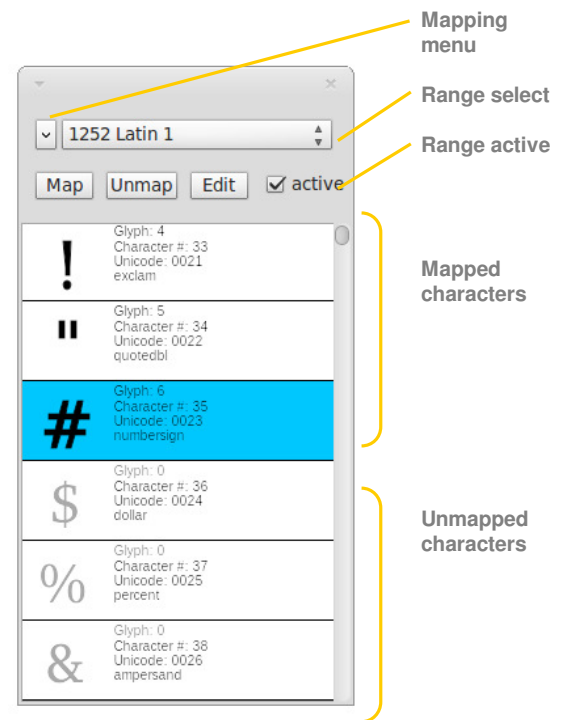 Mapping
menu
Range select
Range active
1252 Latin 1
Map Unmap Edit active
! Glyph: 4
Character #: 33
Unicode: 0021
exclam
" Glyph: 5
Character #: 34
Unicode: 0022
quotedbl
# Glyph: 6
Character #: 35
Unicode: 0023
numbersign
$ Glyph: 0
Character #: 36
Unicode: 0024
dollar
% Glyph: 0
Character #: 37
Unicode: 0025
percent
& Glyph: 0
Character #: 38
Unicode: 0026
ampersand
Mapped
characters
Unmapped
characters